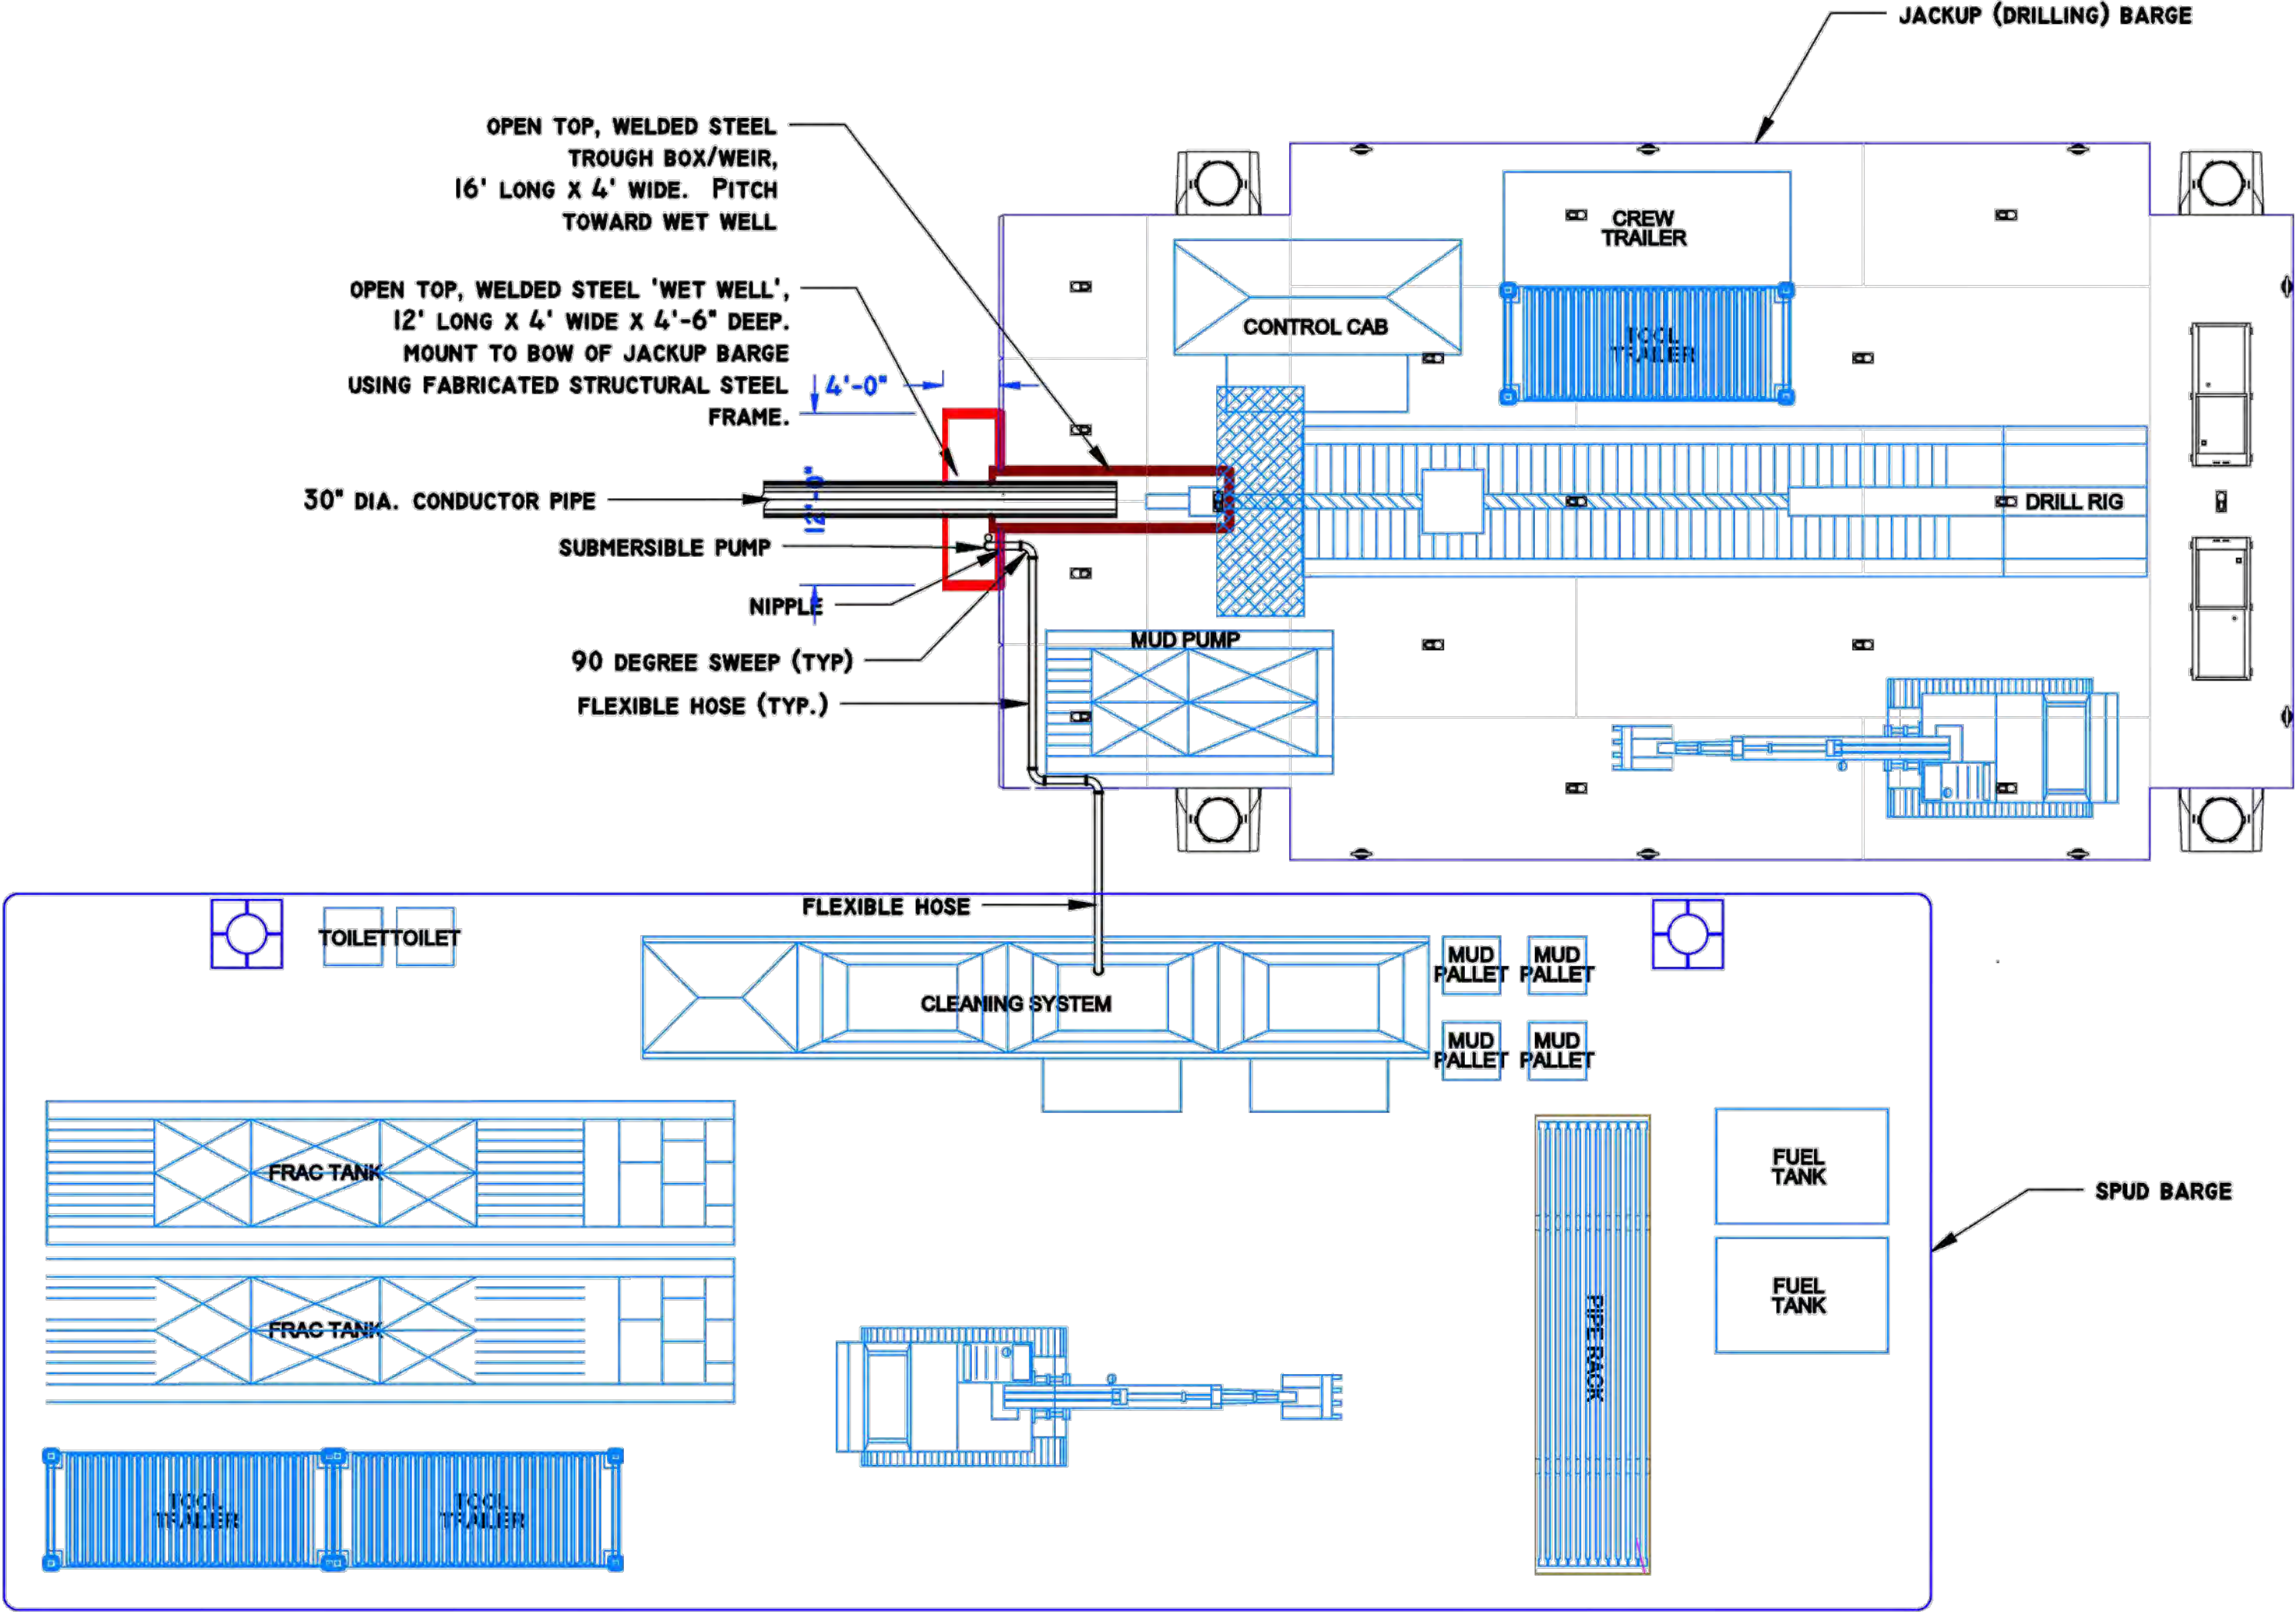 JACKUP (DRILLING) BARGE
OPEN TOP, WELDED STEEL
TROUGH BOX/WEIR,
16' LONG X 4' WIDE. PITCH
TOWARD WET WELL
OPEN TOP, WELDED STEEL 'WET WELL',
12' LONG X 4' WIDE X 4'-6" DEEP.
MOUNT TO BOW OF JACKUP BARGE
USING FABRICATED STRUCTURAL STEEL
FRAME.
4'-0"
12'-0"
30" DIA. CONDUCTOR PIPE
SUBMERSIBLE PUMP
NIPPLE
90 DEGREE SWEEP (TYP)
FLEXIBLE HOSE (TYP.)
CREW
TRAILER
CONTROL CAB
TOOL
TRAILER
DRILL RIG
MUD PUMP
FLEXIBLE HOSE
TOILET
TOILET
CLEANING SYSTEM
MUD
PALLET
MUD
PALLET
MUD
PALLET
MUD
PALLET
FRAC TANK
FRAC TANK
FUEL
TANK
FUEL
TANK
SPUD BARGE
PIPE RACK
TOOL
TRAILER
TOOL
TRAILER